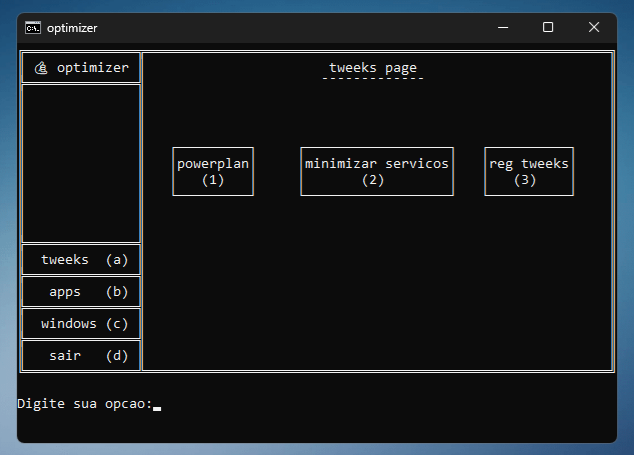 optimizer
optimizer
tweeks page
-------------
powerplan
(1)
minimizar servicos
(2)
reg tweeks
(3)
tweeks (a)
apps (b)
windows (c)
sair (d)
Digite sua opcao: